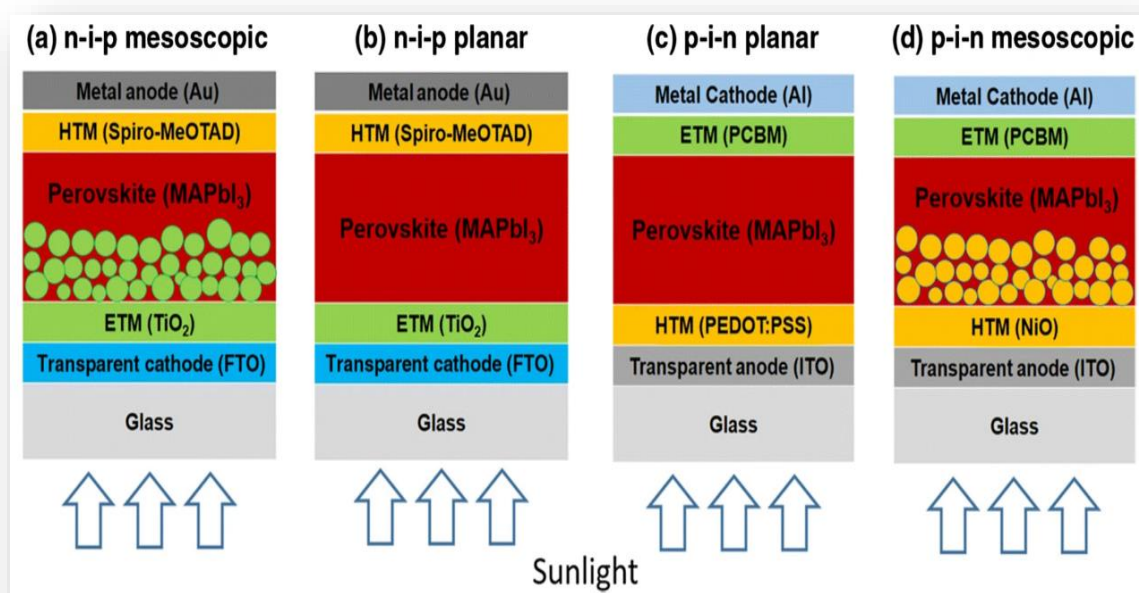 (a) n-i-p mesoscopic
Metal anode (Au)
HTM (Spiro-MeOTAD)
Perovskite (MAPbI₃)
ETM (TiO₂)
Transparent cathode (FTO)
Glass
(b) n-i-p planar
Metal anode (Au)
HTM (Spiro-MeOTAD)
Perovskite (MAPbI₃)
ETM (TiO₂)
Transparent cathode (FTO)
Glass
(c) p-i-n planar
Metal Cathode (Al)
ETM (PCBM)
Perovskite (MAPbI₃)
HTM (PEDOT:PSS)
Transparent anode (ITO)
Glass
(d) p-i-n mesoscopic
Metal Cathode (Al)
ETM (PCBM)
Perovskite (MAPbI₃)
HTM (NiO)
Transparent anode (ITO)
Glass
Sunlight